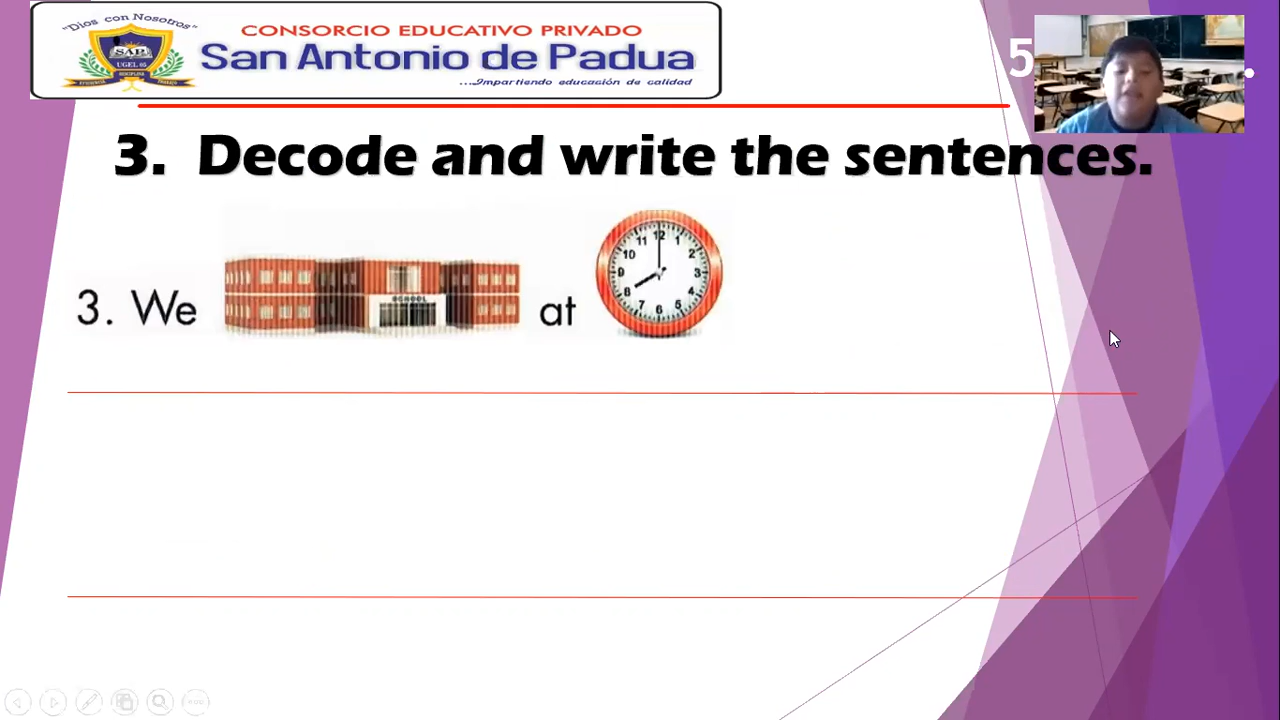 "Dios con Nosotros"
SAP
UGEL 05
CONSORCIO EDUCATIVO PRIVADO
San Antonio de Padua
...Impartiendo educación de calidad
5
3. Decode and write the sentences.
3. We
SCHOOL
at
12
1
2
3
4
5
6
7
8
9
10
11